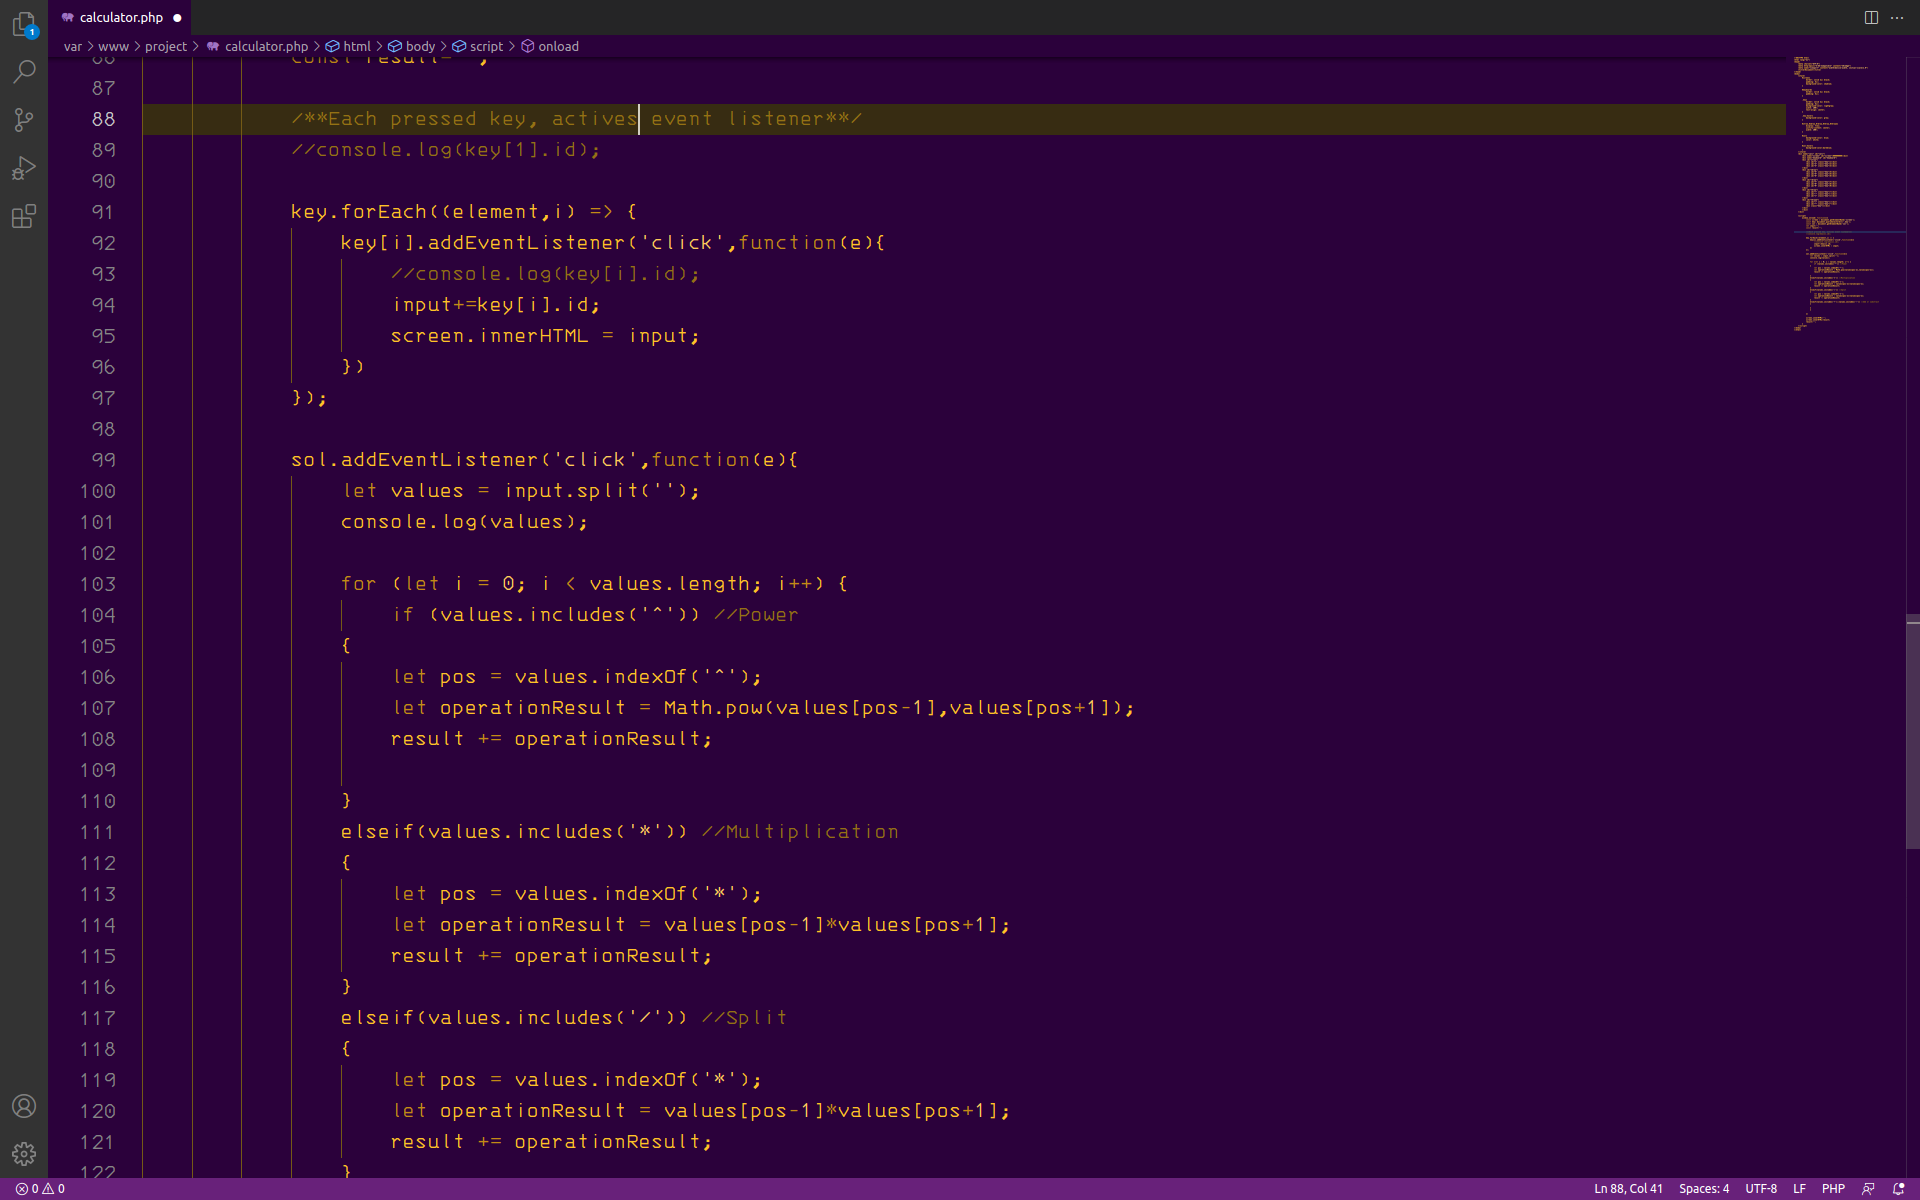 calculator.php
1
var > www > project > calculator.php > html > body > script > onload
86 const result= '';
87
88 /**Each pressed key, actives event listener**/
89 //console.log(key[1].id);
90
91 key.forEach((element,i) => {
92 key[i].addEventListener('click',function(e){
93 //console.log(key[i].id);
94 input+=key[i].id;
95 screen.innerHTML = input;
96 })
97 });
98
99 sol.addEventListener('click',function(e){
100 let values = input.split('');
101 console.log(values);
102
103 for (let i = 0; i < values.length; i++) {
104 if (values.includes('^')) //Power
105 {
106 let pos = values.indexOf('^');
107 let operationResult = Math.pow(values[pos-1],values[pos+1]);
108 result += operationResult;
109
110 }
111 elseif(values.includes('*')) //Multiplication
112 {
113 let pos = values.indexOf('*');
114 let operationResult = values[pos-1]*values[pos+1];
115 result += operationResult;
116 }
117 elseif(values.includes('/')) //Split
118 {
119 let pos = values.indexOf('*');
120 let operationResult = values[pos-1]*values[pos+1];
121 result += operationResult;
122 }
0 0 Ln 88, Col 41 Spaces: 4 UTF-8 LF PHP